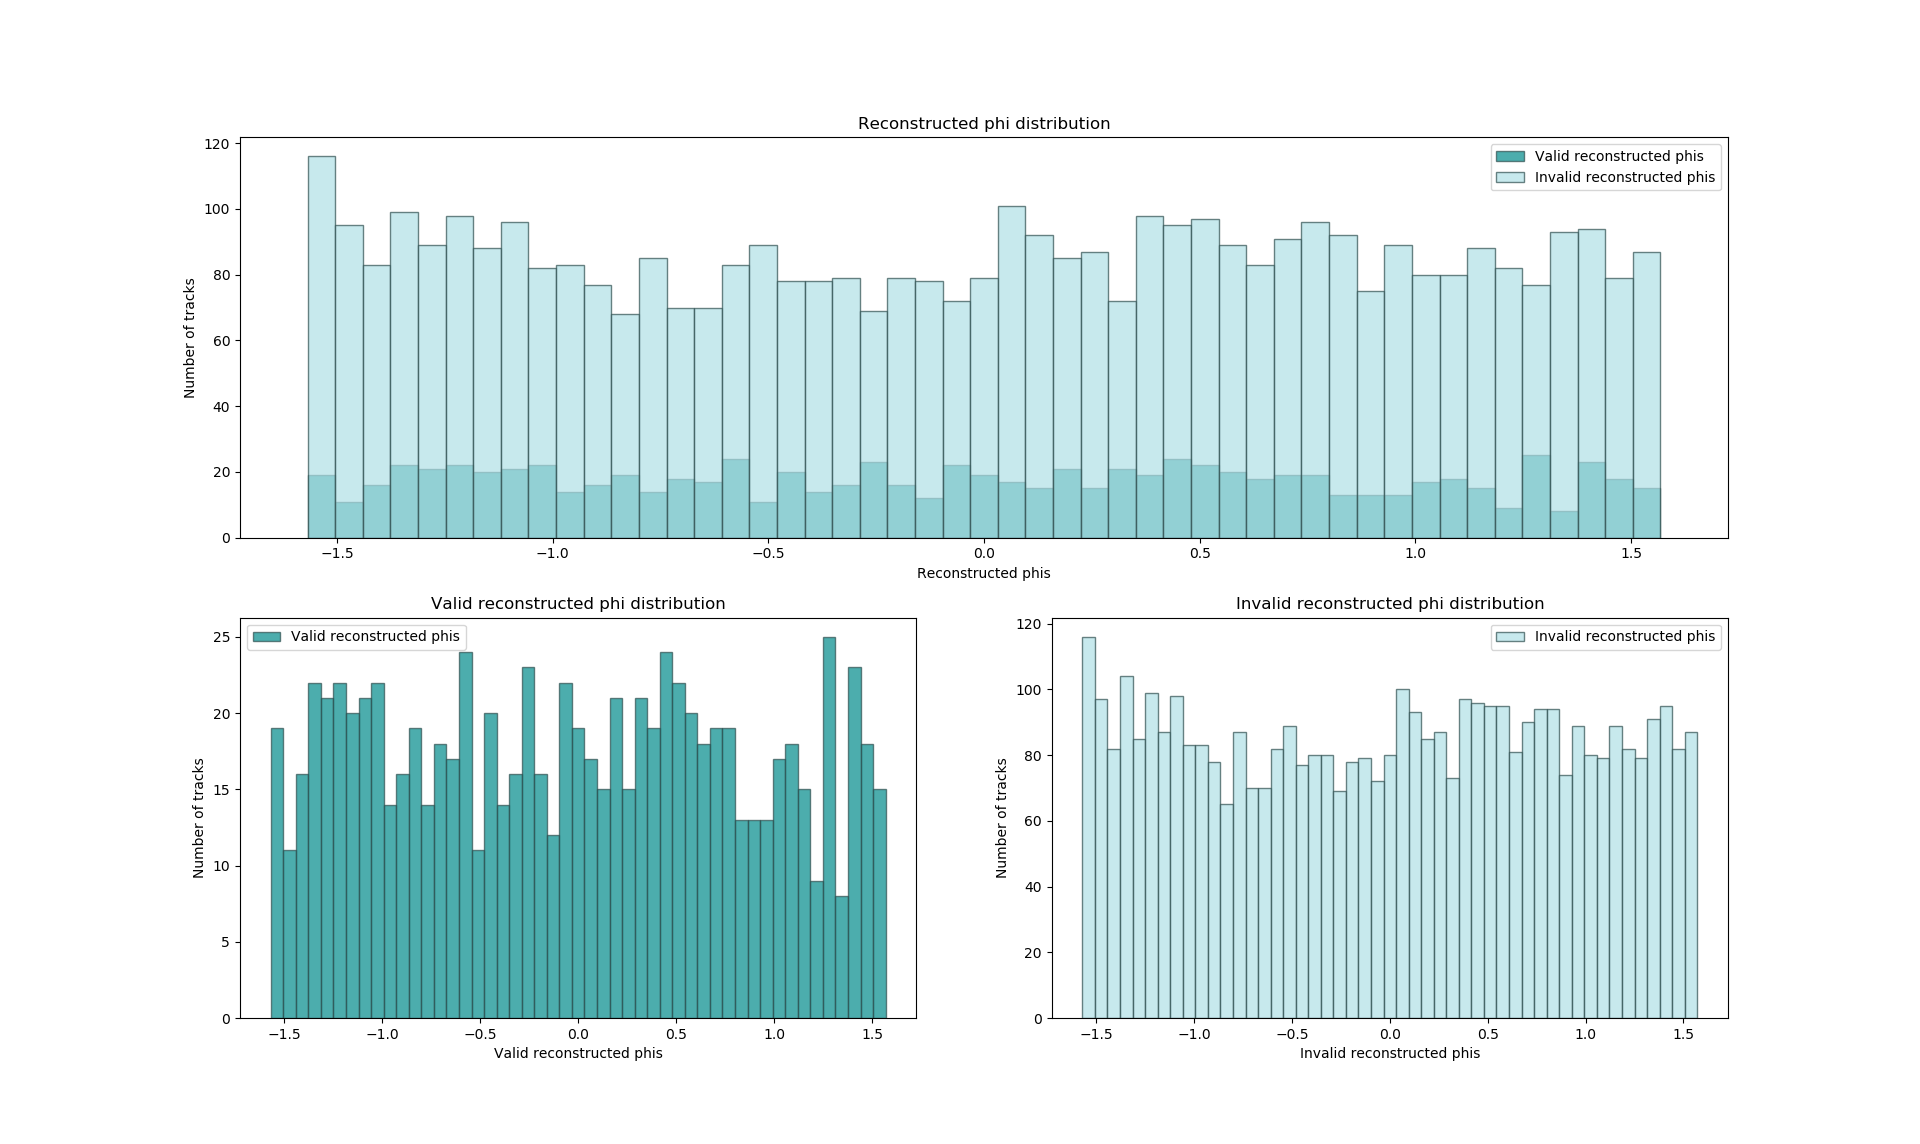 Reconstructed phi distribution
120
100
80
60
40
20
0
Number of tracks
Valid reconstructed phis
Invalid reconstructed phis
−1.5 −1.0 −0.5 0.0 0.5 1.0 1.5
Reconstructed phis
Valid reconstructed phi distribution
25
20
15
10
5
0
Number of tracks
Valid reconstructed phis
−1.5 −1.0 −0.5 0.0 0.5 1.0 1.5
Valid reconstructed phis
Invalid reconstructed phi distribution
120
100
80
60
40
20
0
Number of tracks
Invalid reconstructed phis
−1.5 −1.0 −0.5 0.0 0.5 1.0 1.5
Invalid reconstructed phis